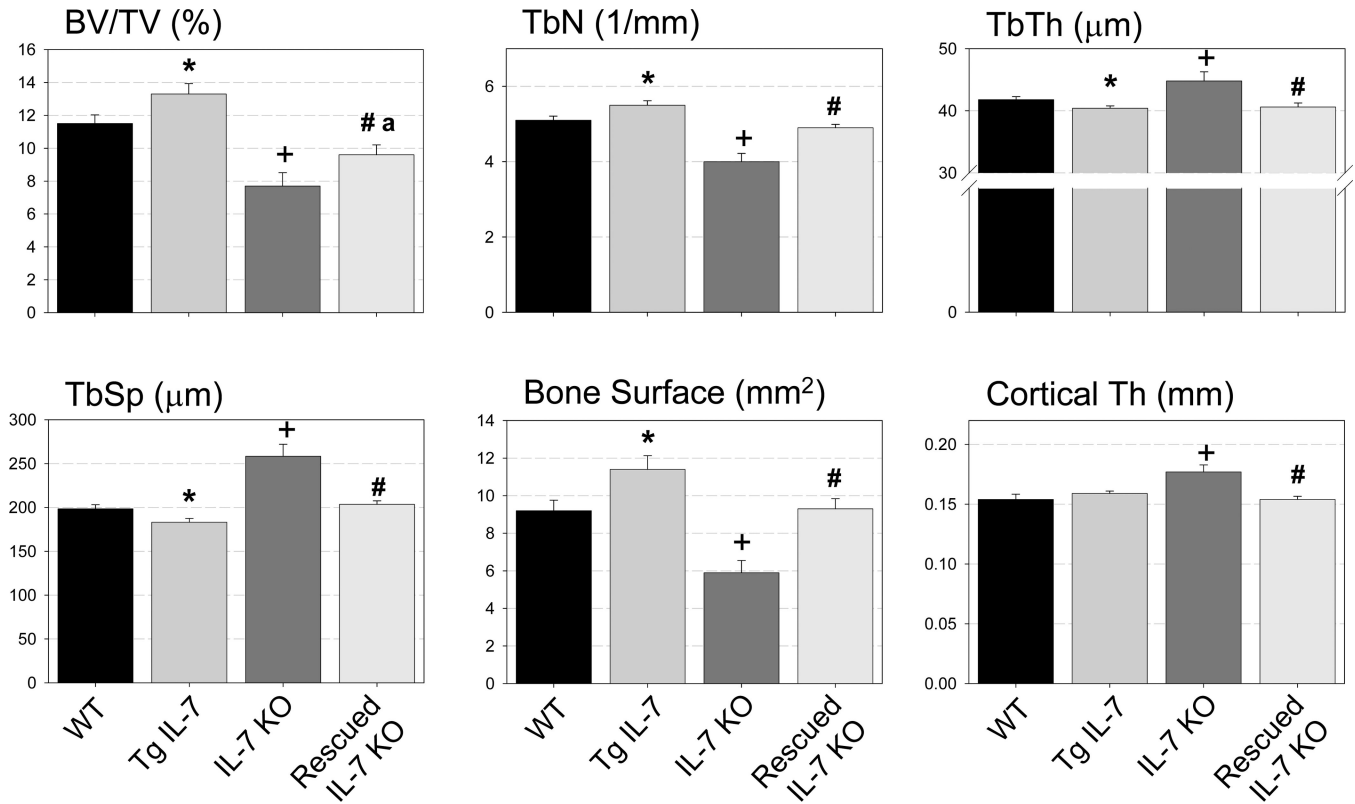 BV/TV (%)
16
14
12
10
8
6
4
2
0
*
+
# a
TbN (1/mm)
6
4
2
0
*
+
#
TbTh (μm)
50
40
30
0
*
+
#
TbSp (μm)
300
250
200
150
100
50
0
*
+
#
WT
Tg IL-7
IL-7 KO
Rescued
IL-7 KO
Bone Surface (mm²)
14
12
10
8
6
4
2
0
*
+
#
WT
Tg IL-7
IL-7 KO
Rescued
IL-7 KO
Cortical Th (mm)
0.20
0.15
0.10
0.05
0.00
+
#
WT
Tg IL-7
IL-7 KO
Rescued
IL-7 KO